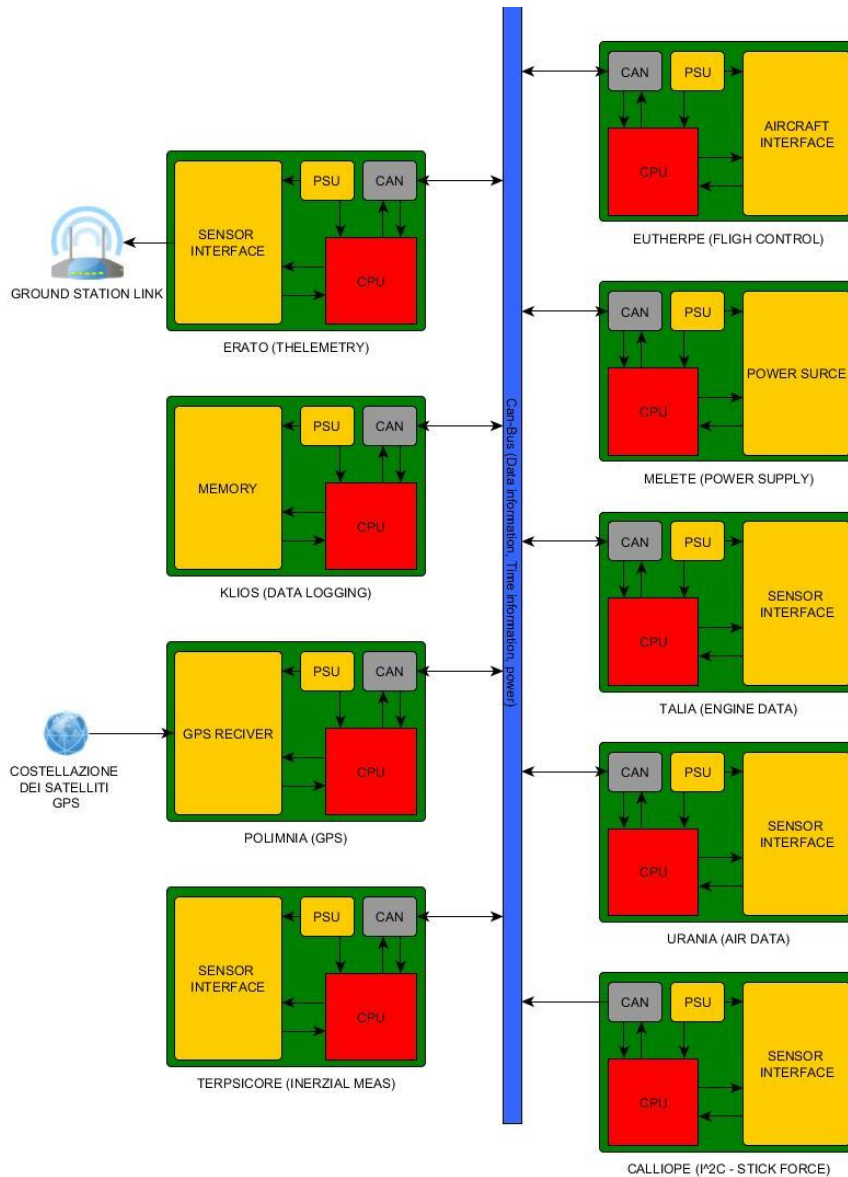 CAN
PSU
AIRCRAFT
INTERFACE
CPU
EUTHERPE (FLIGH CONTROL)
SENSOR
INTERFACE
PSU
CAN
CPU
GROUND STATION LINK
ERATO (THELEMETRY)
CAN
PSU
POWER SURCE
CPU
MELETE (POWER SUPPLY)
MEMORY
PSU
CAN
CPU
KLIOS (DATA LOGGING)
Can-Bus (Data information, Time information, power)
CAN
PSU
SENSOR
INTERFACE
CPU
TALIA (ENGINE DATA)
GPS RECIVER
PSU
CAN
CPU
COSTELLAZIONE
DEI SATELLITI
GPS
POLIMNIA (GPS)
CAN
PSU
SENSOR
INTERFACE
CPU
URANIA (AIR DATA)
SENSOR
INTERFACE
PSU
CAN
CPU
TERPSICORE (INERZIAL MEAS)
CAN
PSU
SENSOR
INTERFACE
CPU
CALLIOPE (I^2C - STICK FORCE)